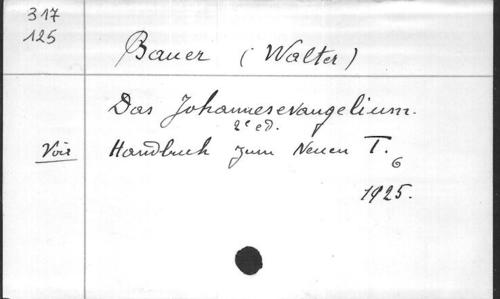 317
125
Bauer (Walter)
Das Johannesevangelium.
2e ed.
Voir Handbuch zum Neuen T. 6
1925.